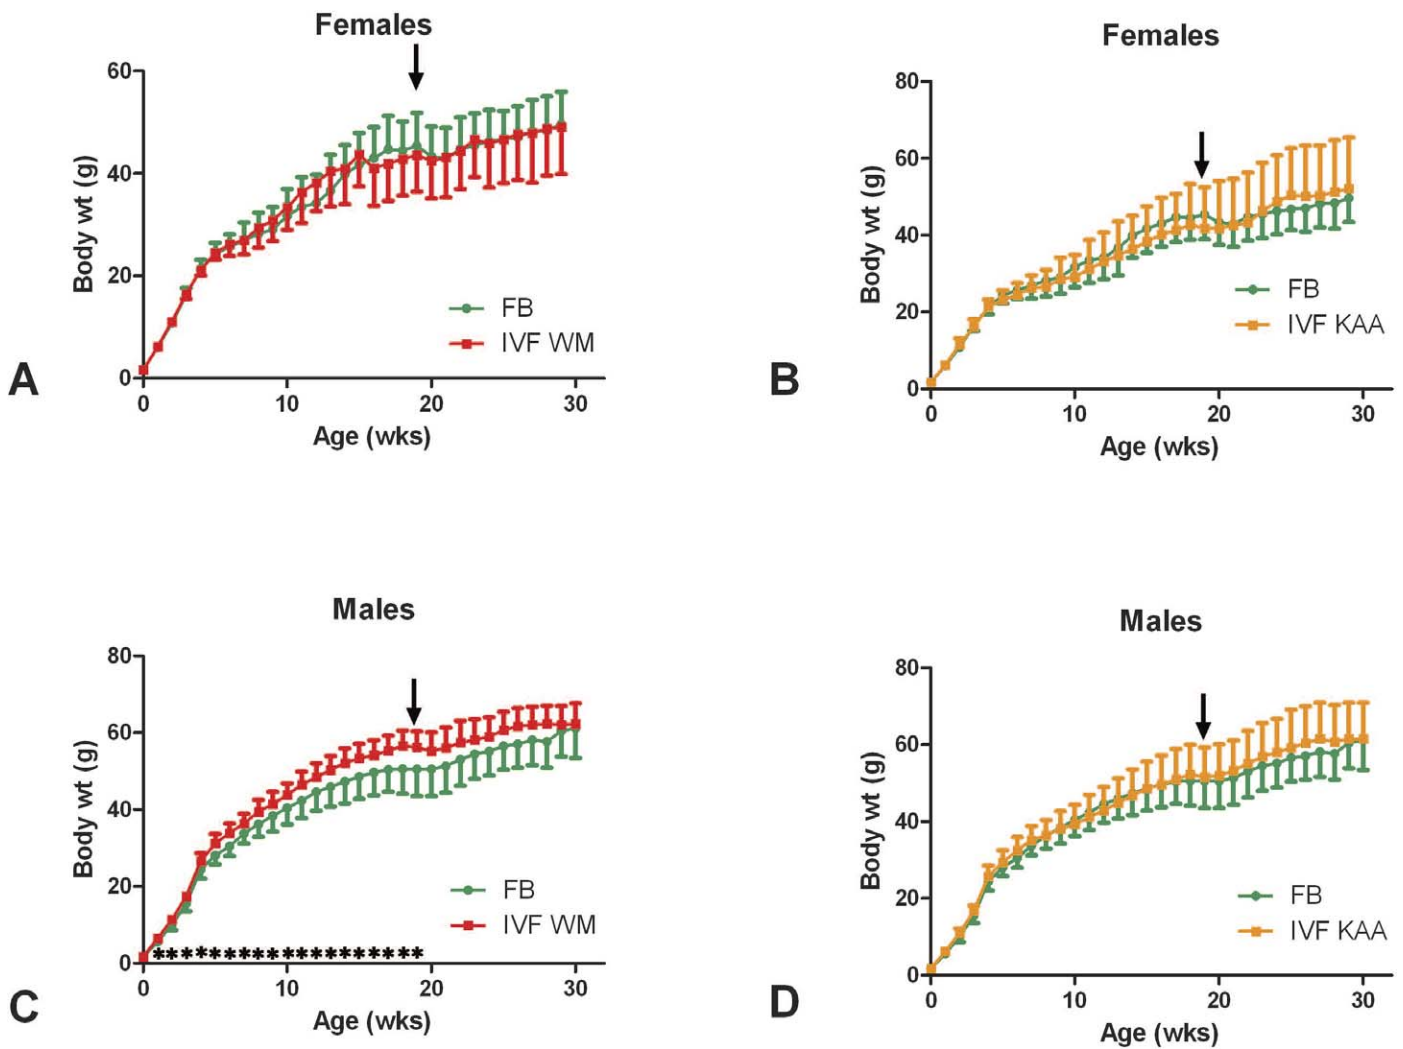 Females
60
40
20
0
Body wt (g)
FB
IVF WM
0 10 20 30
Age (wks)
A
Females
80
60
40
20
0
Body wt (g)
FB
IVF KAA
0 10 20 30
Age (wks)
B
Males
80
60
40
20
0
Body wt (g)
FB
IVF WM
*******************
0 10 20 30
Age (wks)
C
Males
80
60
40
20
0
Body wt (g)
FB
IVF KAA
0 10 20 30
Age (wks)
D